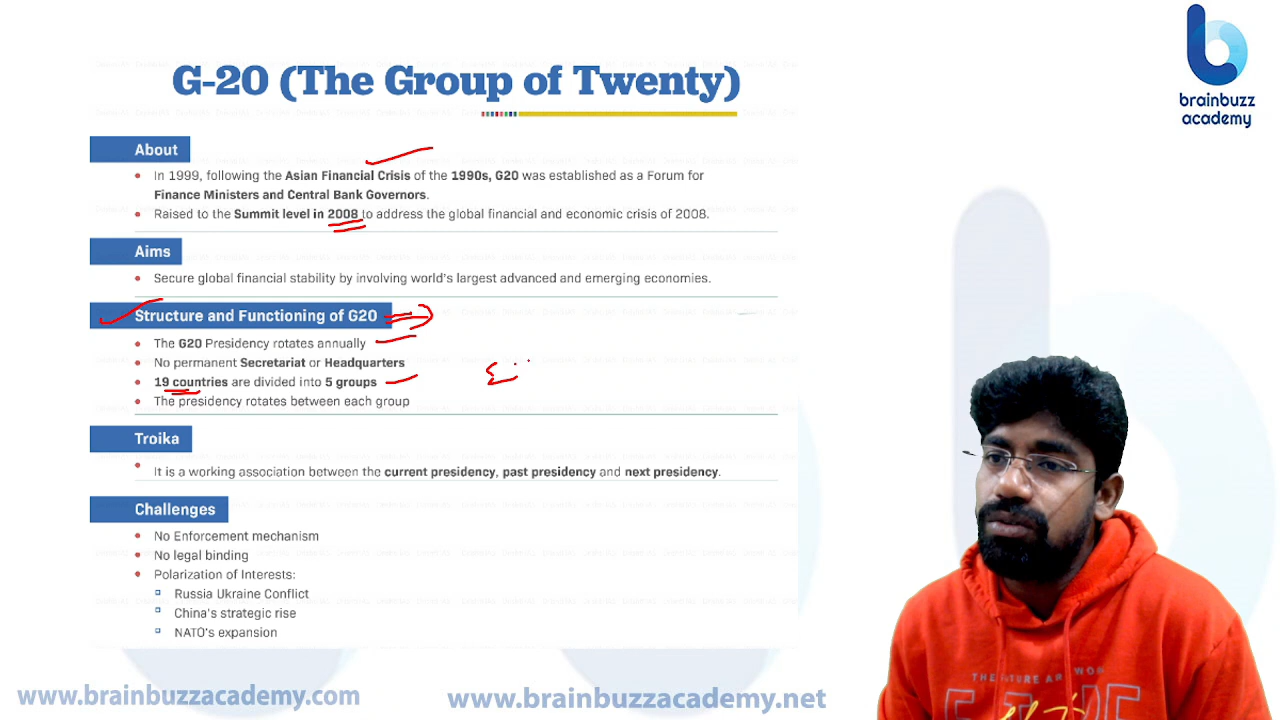 G-20 (The Group of Twenty)
brainbuzz
academy
About
• In 1999, following the Asian Financial Crisis of the 1990s, G20 was established as a Forum for
Finance Ministers and Central Bank Governors.
• Raised to the Summit level in 2008 to address the global financial and economic crisis of 2008.
Aims
• Secure global financial stability by involving world's largest advanced and emerging economies.
Structure and Functioning of G20
• The G20 Presidency rotates annually
• No permanent Secretariat or Headquarters
• 19 countries are divided into 5 groups
• The presidency rotates between each group
Troika
• It is a working association between the current presidency, past presidency and next presidency.
Challenges
• No Enforcement mechanism
• No legal binding
• Polarization of Interests:
Russia Ukraine Conflict
China's strategic rise
NATO's expansion
THE FUTURE ARE WOM
www.brainbuzzacademy.com
www.brainbuzzacademy.net